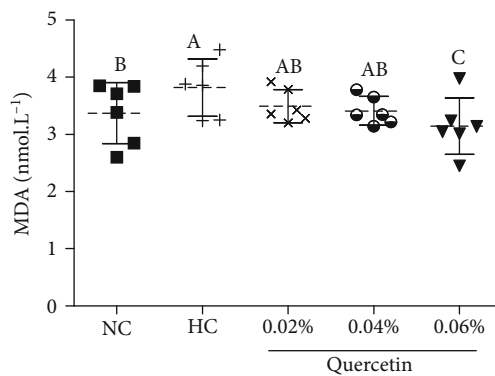 5
4
3
2
1
0
MDA (nmol.L⁻¹)
B
A
AB
AB
C
NC
HC
0.02%
0.04%
0.06%
Quercetin